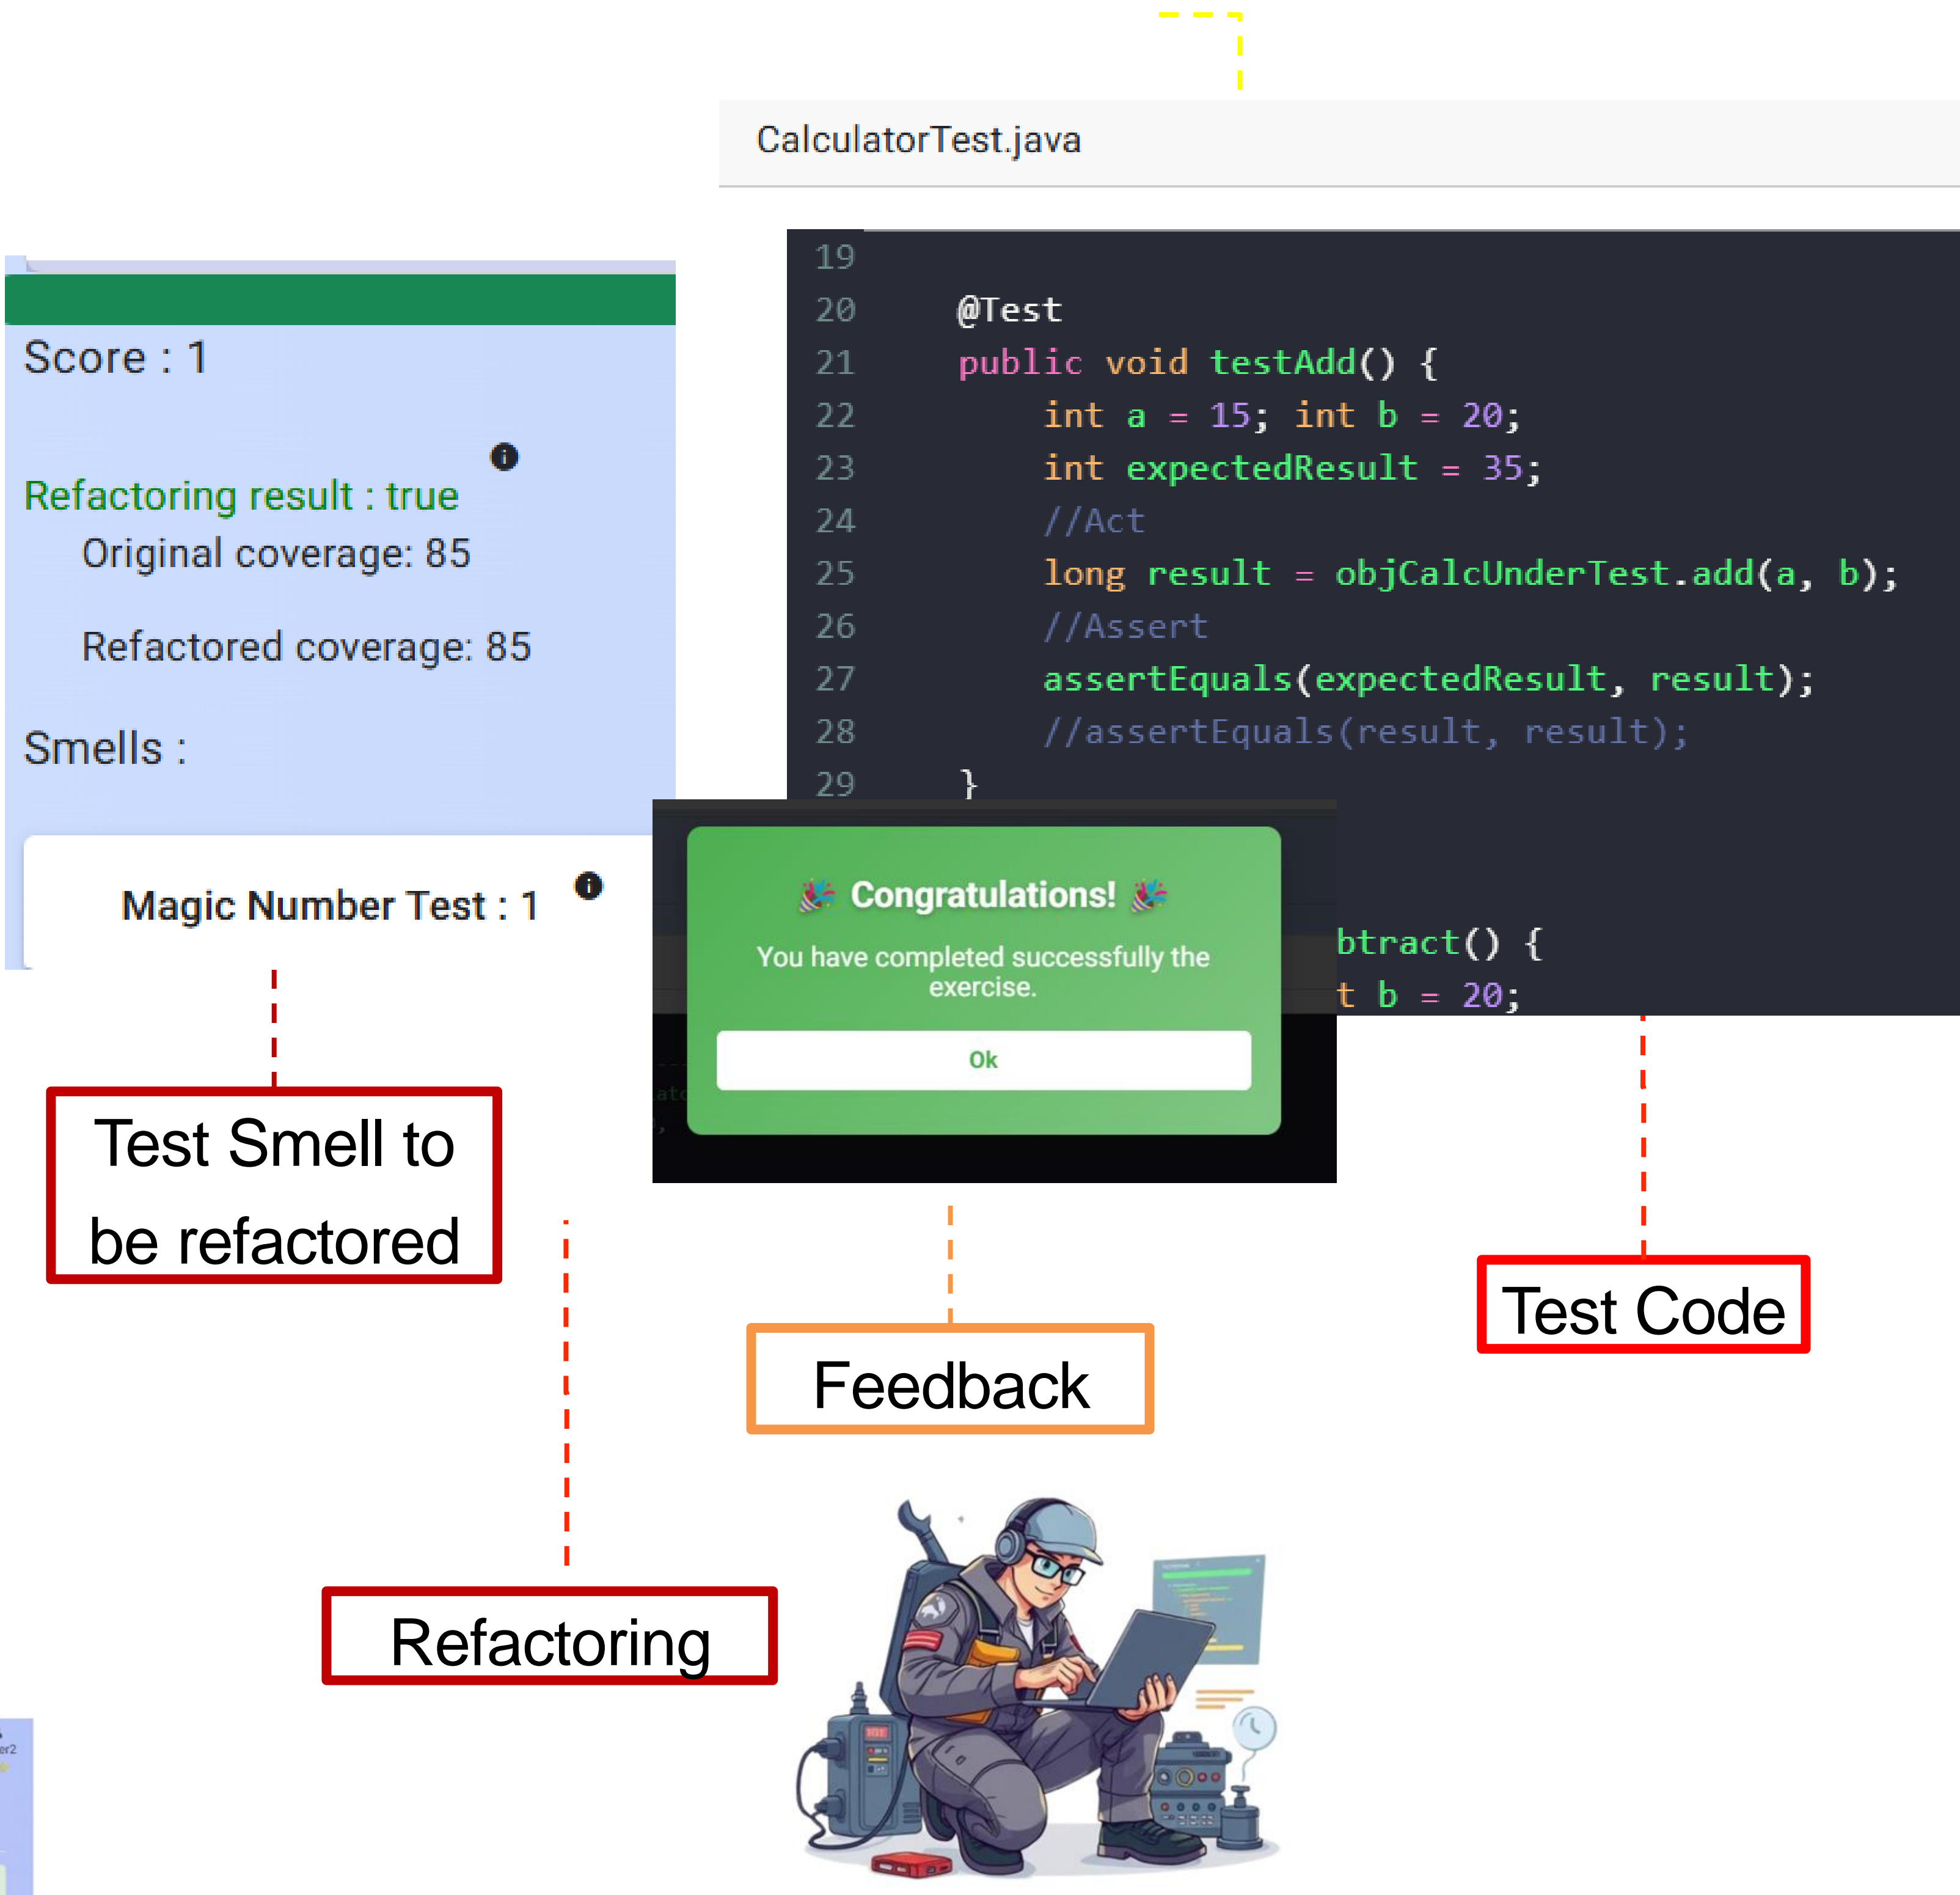 CalculatorTest.java
Score : 1
Refactoring result : true
Original coverage: 85
Refactored coverage: 85
Smells :
Magic Number Test : 1
19
20 @Test
21 public void testAdd() {
22 int a = 15; int b = 20;
23 int expectedResult = 35;
24 //Act
25 long result = objCalcUnderTest.add(a, b);
26 //Assert
27 assertEquals(expectedResult, result);
28 //assertEquals(result, result);
29 }
btract() {
t b = 20;
🎉 Congratulations! 🎉
You have completed successfully the
exercise.
Ok
Test Smell to
be refactored
Feedback
Test Code
Refactoring
er2